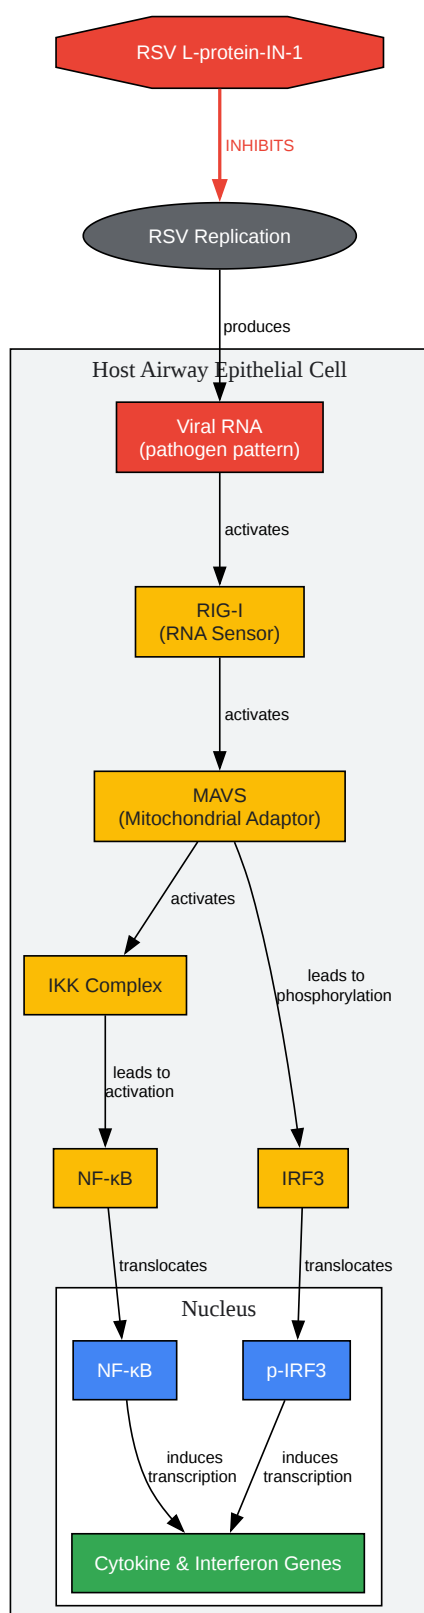 RSV L-protein-IN-1
INHIBITS
RSV Replication
produces
Host Airway Epithelial Cell
Viral RNA
(pathogen pattern)
activates
RIG-I
(RNA Sensor)
activates
MAVS
(Mitochondrial Adaptor)
activates
leads to
phosphorylation
IKK Complex
leads to
activation
NF-κB
IRF3
translocates
translocates
Nucleus
NF-κB
p-IRF3
induces
transcription
induces
transcription
Cytokine & Interferon Genes